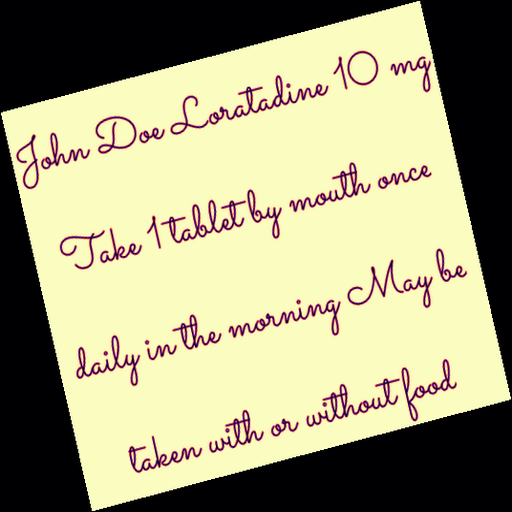 John Doe Loratadine 10 mg
Take 1 tablet by mouth once
daily in the morning May be
taken with or without food